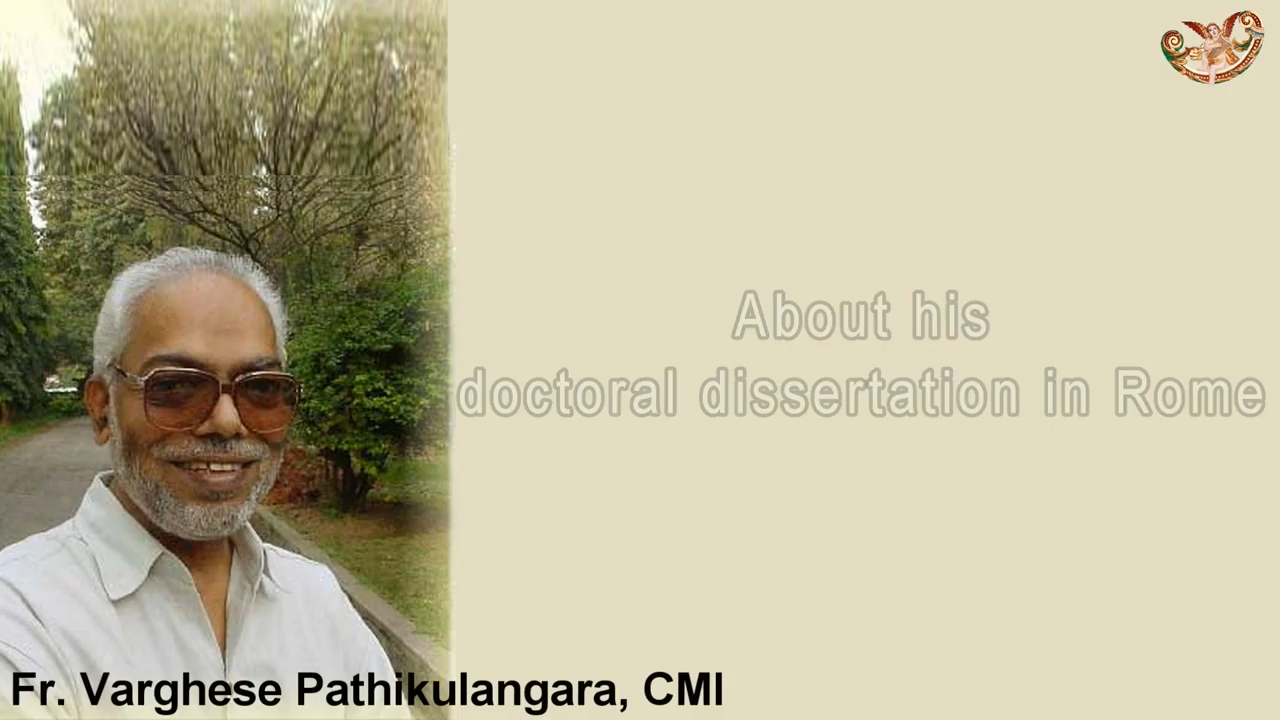 About his
doctoral dissertation in Rome
Fr. Varghese Pathikulangara, CMI